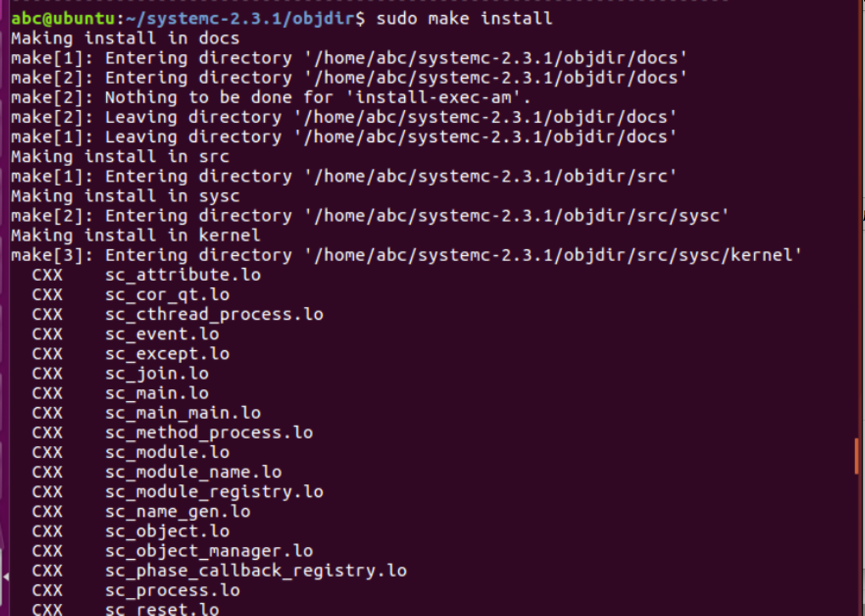 abc@ubuntu:~/systemc-2.3.1/objdir$ sudo make install
Making install in docs
make[1]: Entering directory '/home/abc/systemc-2.3.1/objdir/docs'
make[2]: Entering directory '/home/abc/systemc-2.3.1/objdir/docs'
make[2]: Nothing to be done for 'install-exec-am'.
make[2]: Leaving directory '/home/abc/systemc-2.3.1/objdir/docs'
make[1]: Leaving directory '/home/abc/systemc-2.3.1/objdir/docs'
Making install in src
make[1]: Entering directory '/home/abc/systemc-2.3.1/objdir/src'
Making install in sysc
make[2]: Entering directory '/home/abc/systemc-2.3.1/objdir/src/sysc'
Making install in kernel
make[3]: Entering directory '/home/abc/systemc-2.3.1/objdir/src/sysc/kernel'
CXX sc_attribute.lo
CXX sc_cor_qt.lo
CXX sc_cthread_process.lo
CXX sc_event.lo
CXX sc_except.lo
CXX sc_join.lo
CXX sc_main.lo
CXX sc_main_main.lo
CXX sc_method_process.lo
CXX sc_module.lo
CXX sc_module_name.lo
CXX sc_module_registry.lo
CXX sc_name_gen.lo
CXX sc_object.lo
CXX sc_object_manager.lo
CXX sc_phase_callback_registry.lo
CXX sc_process.lo
CXX sc_reset.lo